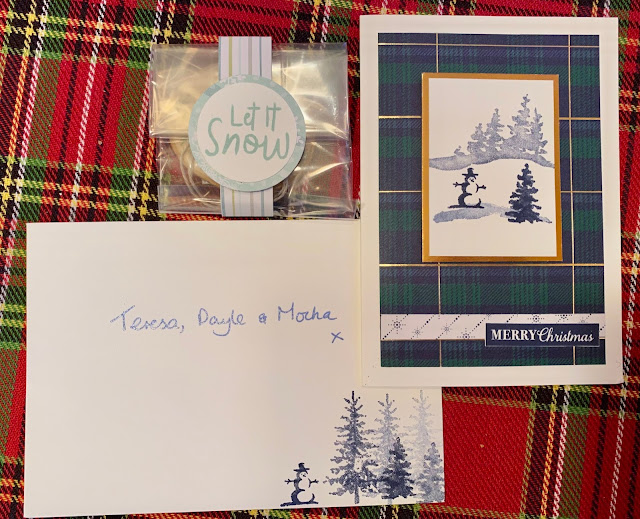 LET IT
SNOW
Teresa, Dayle & Mocha
x
MERRY Christmas